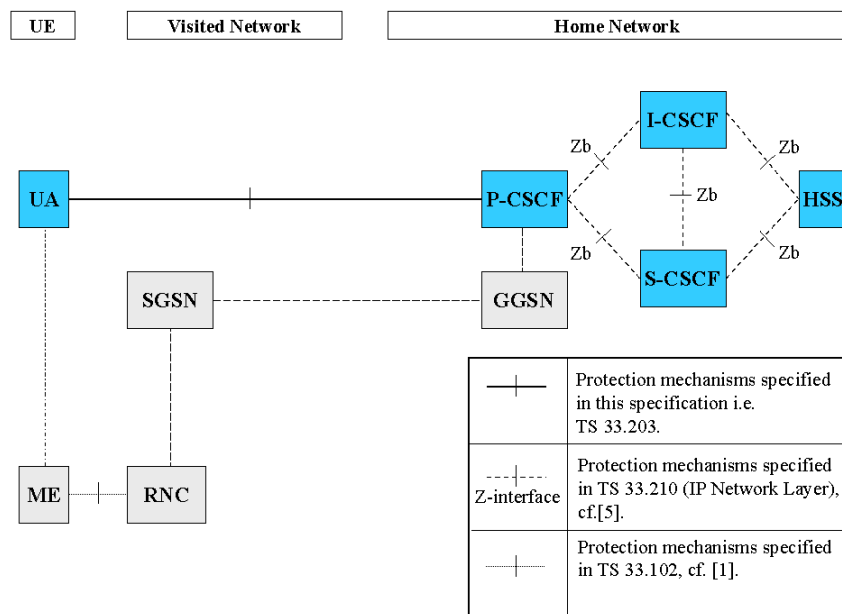 UE
Visited Network
Home Network
I-CSCF
Zb
Zb
UA
P-CSCF
Zb
HSS
Zb
Zb
S-CSCF
SGSN
GGSN
Protection mechanisms specified
in this specification i.e.
TS 33.203.
ME
RNC
Z-interface
Protection mechanisms specified
in TS 33.210 (IP Network Layer),
cf.[5].
Protection mechanisms specified
in TS 33.102, cf. [1].